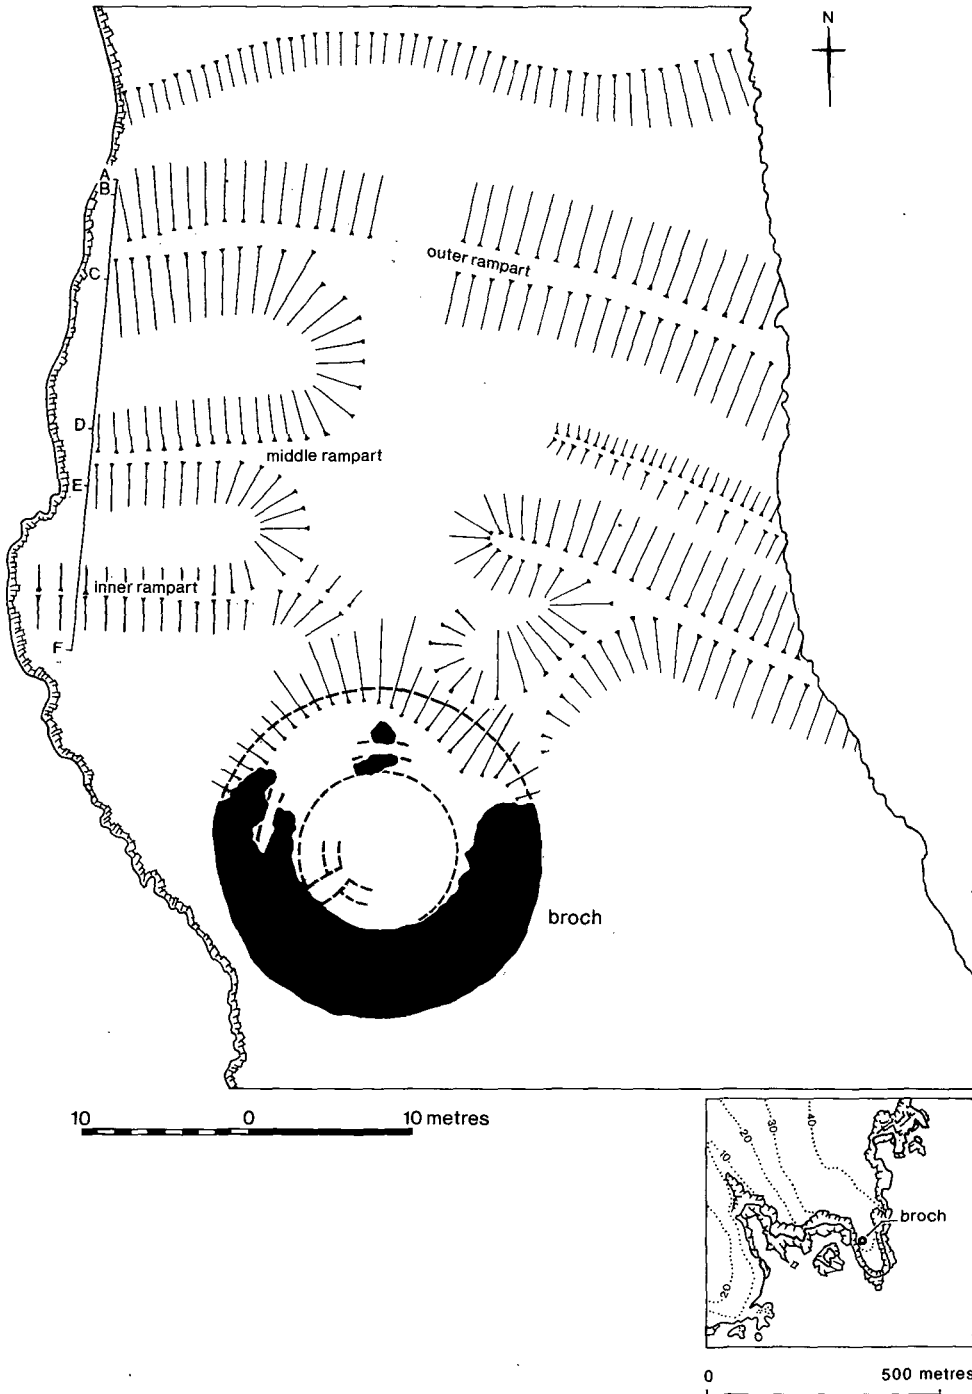 N
A
B
C
outer rampart
D
middle rampart
E
inner rampart
F
broch
10 0 10 metres
40
30
20
10
broch
20
0 500 metres